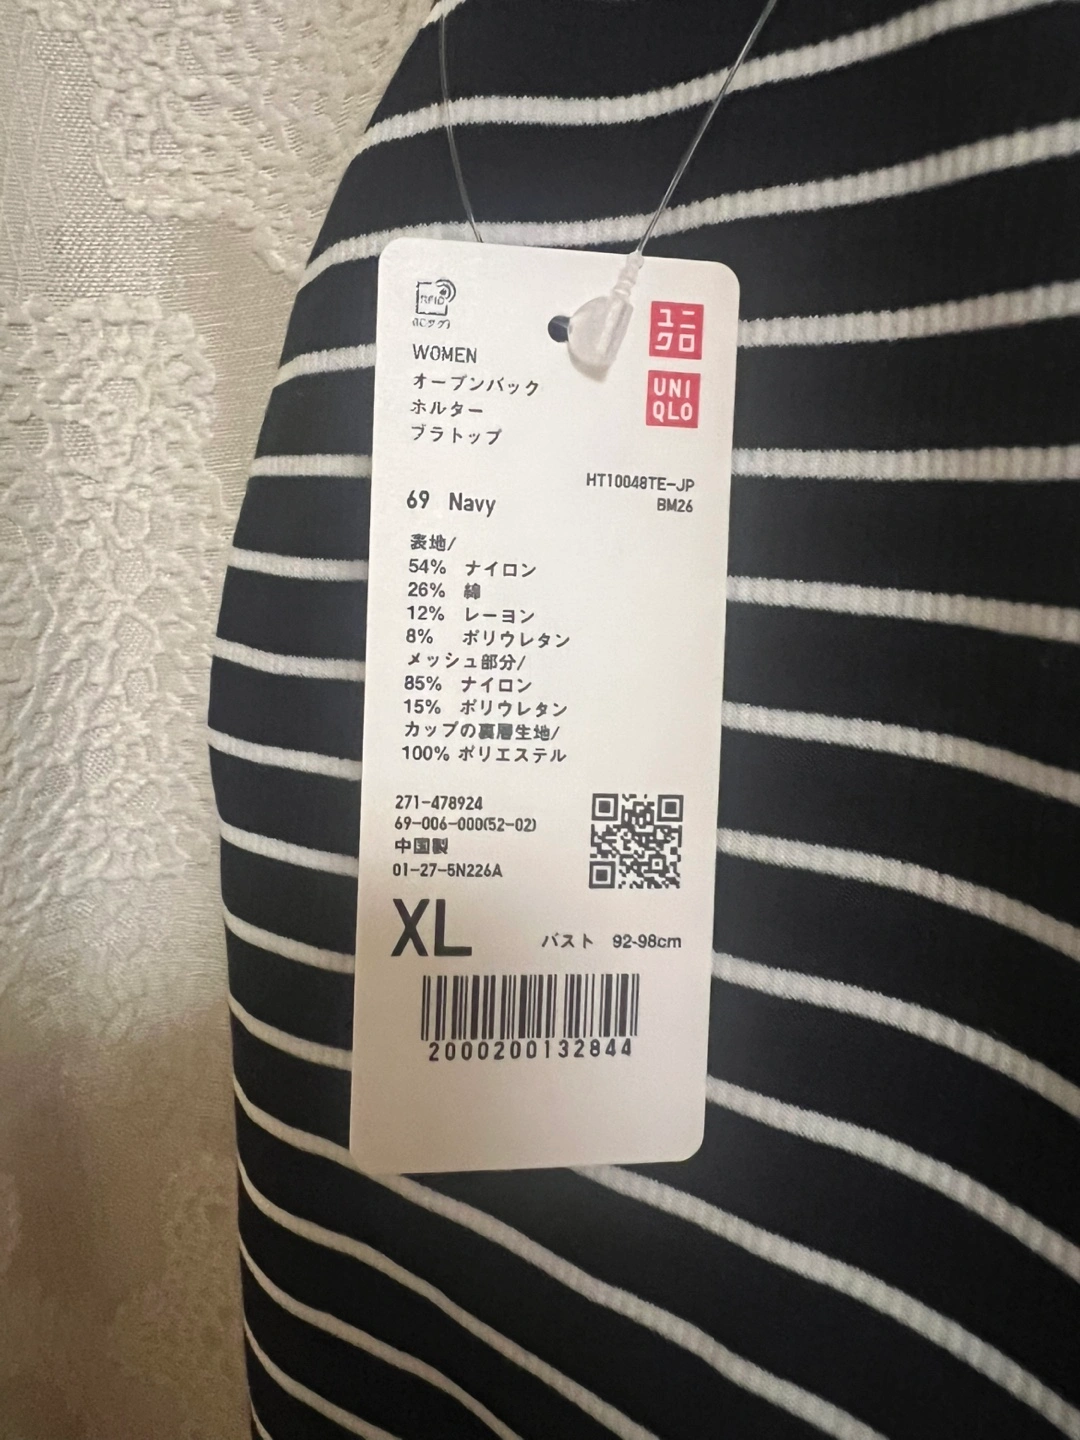 RFID
(ICタグ)
ユニ
クロ
UNI
QLO
WOMEN
オープンバック
ホルター
ブラトップ
HT10048TE-JP
BM26
69 Navy
表地/
54% ナイロン
26% 綿
12% レーヨン
8% ポリウレタン
メッシュ部分/
85% ナイロン
15% ポリウレタン
カップの裏層生地/
100% ポリエステル
271-478924
69-006-000(52-02)
中国製
01-27-5N226A
XL バスト 92-98cm
2000200132844